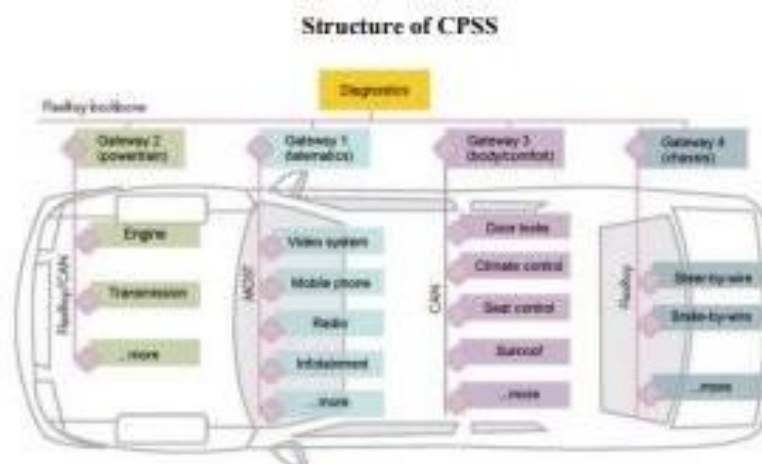 Structure of CPSS
Diagnostics
FlexRay backbone
Gateway 2
(powertrain)
Gateway 1
(telematics)
Gateway 3
(body/comfort)
Gateway 4
(chassis)
FlexRay/CAN
Engine
Transmission
...more
MOST
Video system
Mobile phone
Radio
Infotainment
...more
CAN
Door locks
Climate control
Seat control
Sunroof
...more
FlexRay
Steer-by-wire
Brake-by-wire
...more